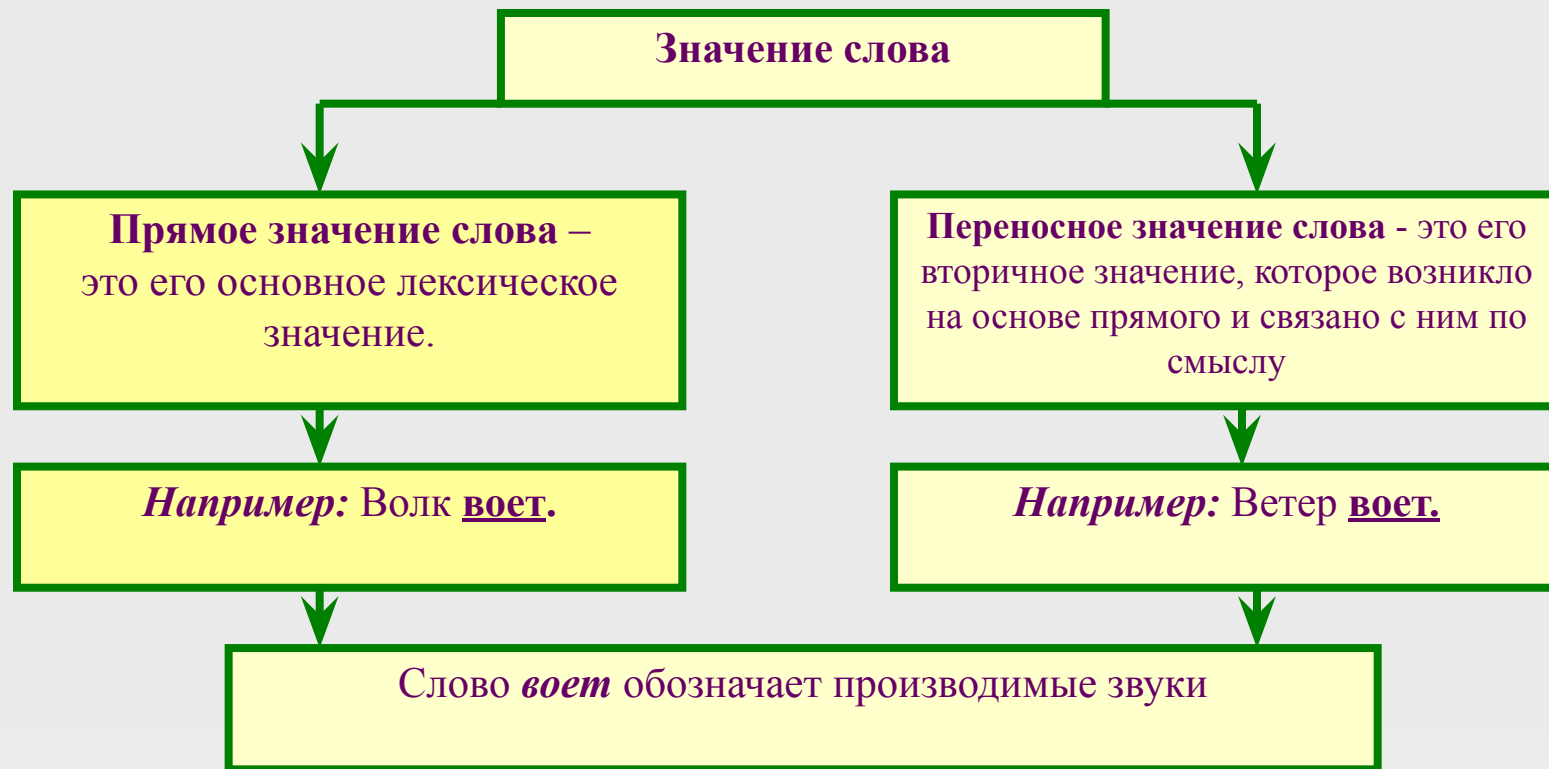 Значение слова
Прямое значение слова –
это его основное лексическое
значение.
Переносное значение слова - это его
вторичное значение, которое возникло
на основе прямого и связано с ним по
смыслу
Например: Волк воет.
Например: Ветер воет.
Слово воет обозначает производимые звуки